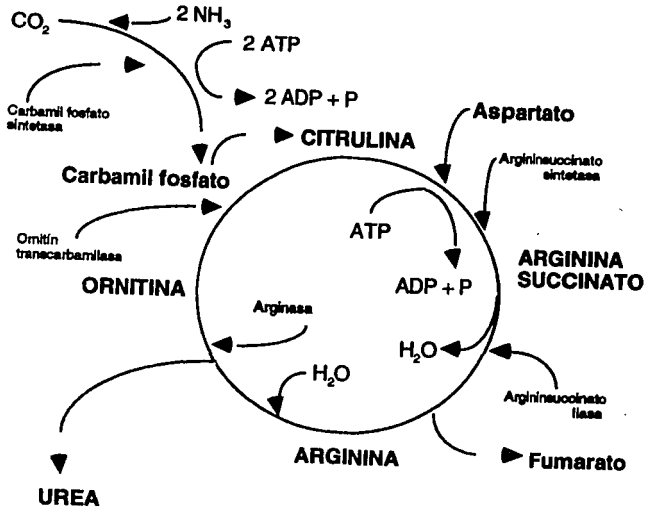 CO₂
2 NH₃
2 ATP
2 ADP + P
Carbamil fosfato
sintetasa
CITRULINA
Aspartato
Carbamil fosfato
Argininsuccinato
sintetasa
ATP
Ornitín
transcarbamilasa
ARGININA
SUCCINATO
ORNITINA
ADP + P
Arginasa
H₂O
H₂O
Argininsuccinato
liasa
ARGININA
Fumarato
UREA